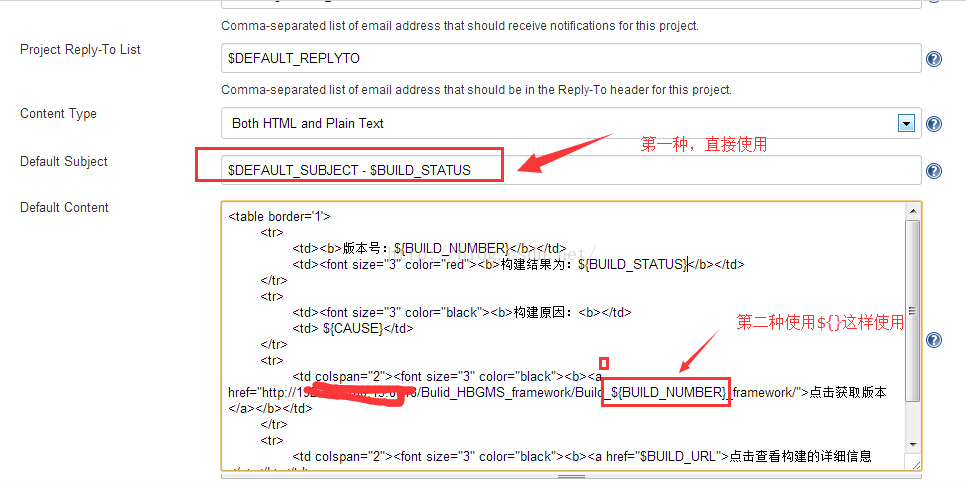 Comma-separated list of email address that should receive notifications for this project.
Project Reply-To List
$DEFAULT_REPLYTO
Comma-separated list of email address that should be in the Reply-To header for this project.
Content Type
Both HTML and Plain Text
第一种，直接使用
Default Subject
$DEFAULT_SUBJECT - $BUILD_STATUS
Default Content
<table border='1'>
<tr>
<td><b>版本号：${BUILD_NUMBER}</b></td>
<td><font size="3" color="red"><b>构建结果为：${BUILD_STATUS}</b></td>
</tr>
<tr>
<td><font size="3" color="black"><b>构建原因：<b></td>
<td> ${CAUSE}</td>
</tr>
第二种使用${}这样使用
<tr>
<td colspan="2"><font size="3" color="black"><b><a
href="http://19 /Bulid_HBGMS_framework/Build_${BUILD_NUMBER}_framework/">点击获取版本
</a></b></td>
</tr>
<tr>
<td colspan="2"><font size="3" color="black"><b><a href="$BUILD_URL">点击查看构建的详细信息